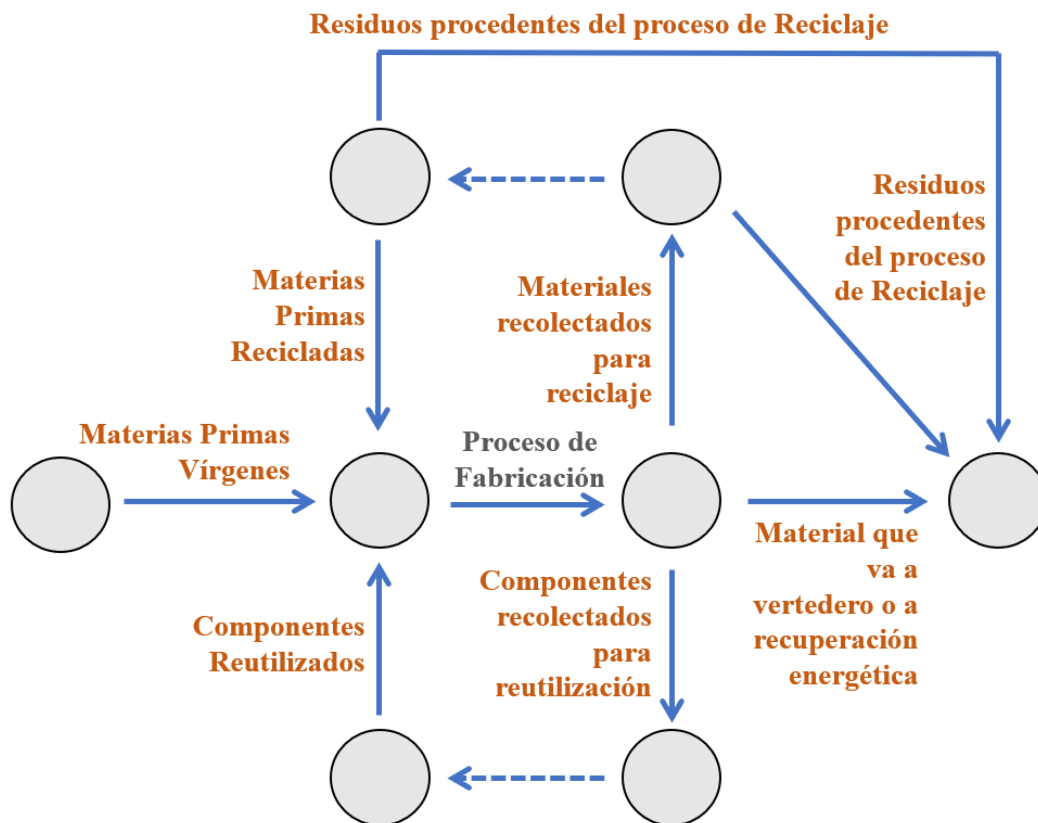 Residuos procedentes del proceso de Reciclaje
Residuos
procedentes
del proceso
de Reciclaje
Materias
Primas
Recicladas
Materiales
recolectados
para
reciclaje
Materias Primas
Vírgenes
Proceso de
Fabricación
Material que
va a
vertedero o a
recuperación
energética
Componentes
Reutilizados
Componentes
recolectados
para
reutilización